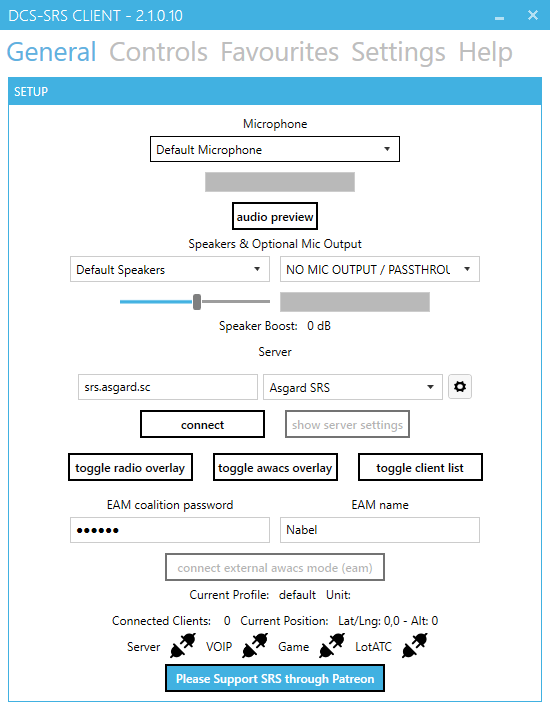 DCS-SRS CLIENT - 2.1.0.10
General Controls Favourites Settings Help
SETUP
Microphone
Default Microphone
audio preview
Speakers & Optional Mic Output
Default Speakers NO MIC OUTPUT / PASSTHROU
Speaker Boost: 0 dB
Server
srs.asgard.sc Asgard SRS
connect show server settings
toggle radio overlay toggle awacs overlay toggle client list
EAM coalition password EAM name
●●●●●● Nabel
connect external awacs mode (eam)
Current Profile: default Unit:
Connected Clients: 0 Current Position: Lat/Lng: 0,0 - Alt: 0
Server VOIP Game LotATC
Please Support SRS through Patreon